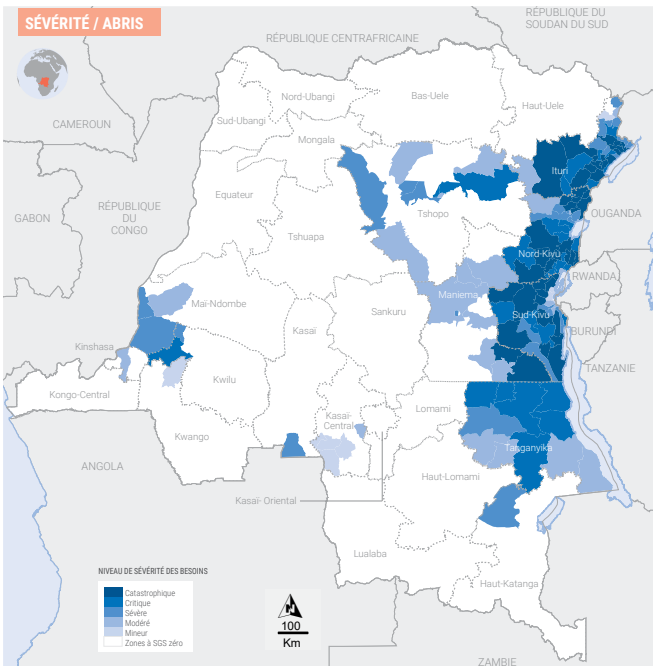 SÉVÉRITÉ / ABRIS
RÉPUBLIQUE DU
SOUDAN DU SUD
RÉPUBLIQUE CENTRAFRICAINE
CAMEROUN
Nord-Ubangi
Bas-Uele
Haut-Uele
Sud-Ubangi
Mongala
Ituri
GABON
RÉPUBLIQUE
DU
CONGO
Equateur
Tshopo
OUGANDA
Tshuapa
Nord-Kivu
RWANDA
Maniema
Maï-Ndombe
Sankuru
Sud-Kivu
BURUNDI
Kinshasa
Kasaï
TANZANIE
Kongo-Central
Kwilu
Kasaï-
Central
Lomami
Kwango
Tanganyika
ANGOLA
Haut-Lomami
Kasaï- Oriental
Lualaba
Haut-Katanga
NIVEAU DE SÉVÉRITÉ DES BESOINS
Catastrophique
Critique
Sévère
Modéré
Mineur
Zones à SGS zéro
100
Km
ZAMBIE